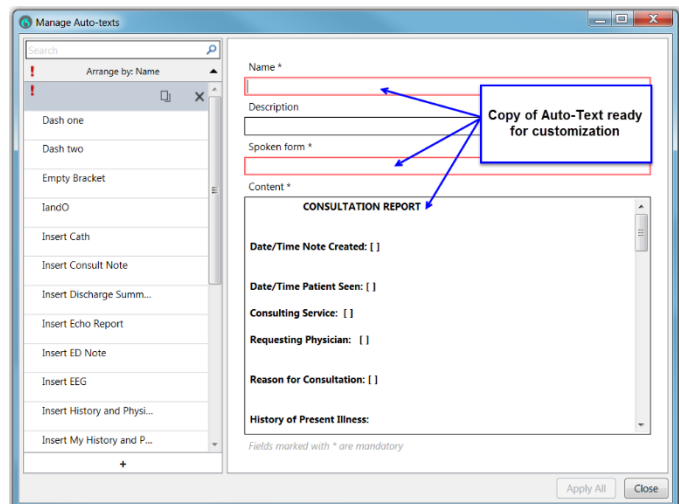 Manage Auto-texts
Search
! Arrange by: Name
!
Dash one
Dash two
Empty Bracket
IandO
Insert Cath
Insert Consult Note
Insert Discharge Summ...
Insert Echo Report
Insert ED Note
Insert EEG
Insert History and Physi...
Insert My History and P...
+
Name *
Description
Spoken form *
Content *
CONSULTATION REPORT
Date/Time Note Created: [ ]
Date/Time Patient Seen: [ ]
Consulting Service: [ ]
Requesting Physician: [ ]
Reason for Consultation: [ ]
History of Present Illness:
Fields marked with * are mandatory
Copy of Auto-Text ready
for customization
Apply All
Close